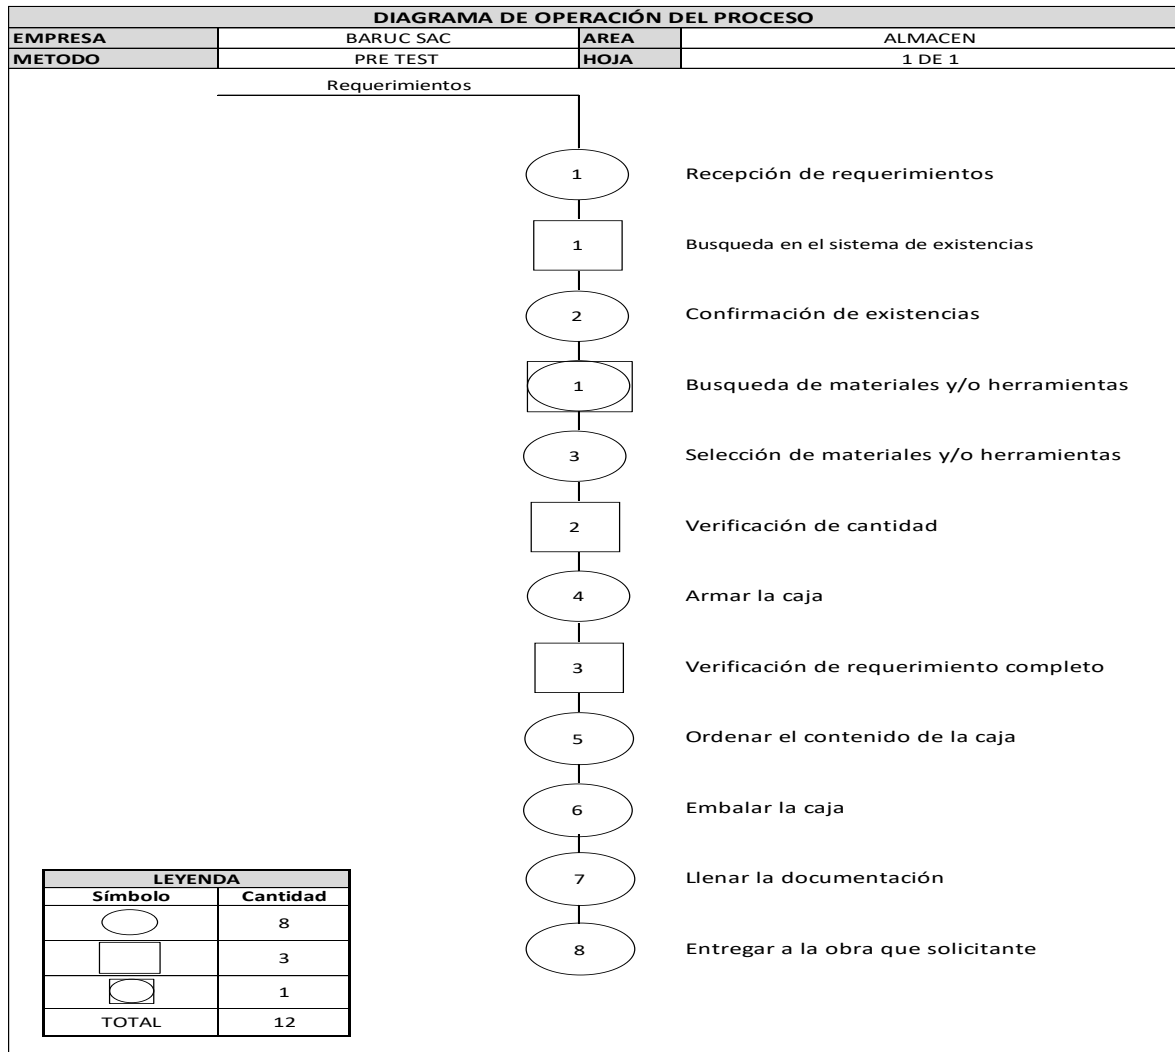 DIAGRAMA DE OPERACIÓN DEL PROCESO
EMPRESA BARUC SAC AREA ALMACEN
METODO PRE TEST HOJA 1 DE 1
Requerimientos
1 Recepción de requerimientos
1 Busqueda en el sistema de existencias
2 Confirmación de existencias
1 Busqueda de materiales y/o herramientas
3 Selección de materiales y/o herramientas
2 Verificación de cantidad
4 Armar la caja
3 Verificación de requerimiento completo
5 Ordenar el contenido de la caja
6 Embalar la caja
7 Llenar la documentación
8 Entregar a la obra que solicitante
LEYENDA
Símbolo Cantidad
8
3
1
TOTAL 12